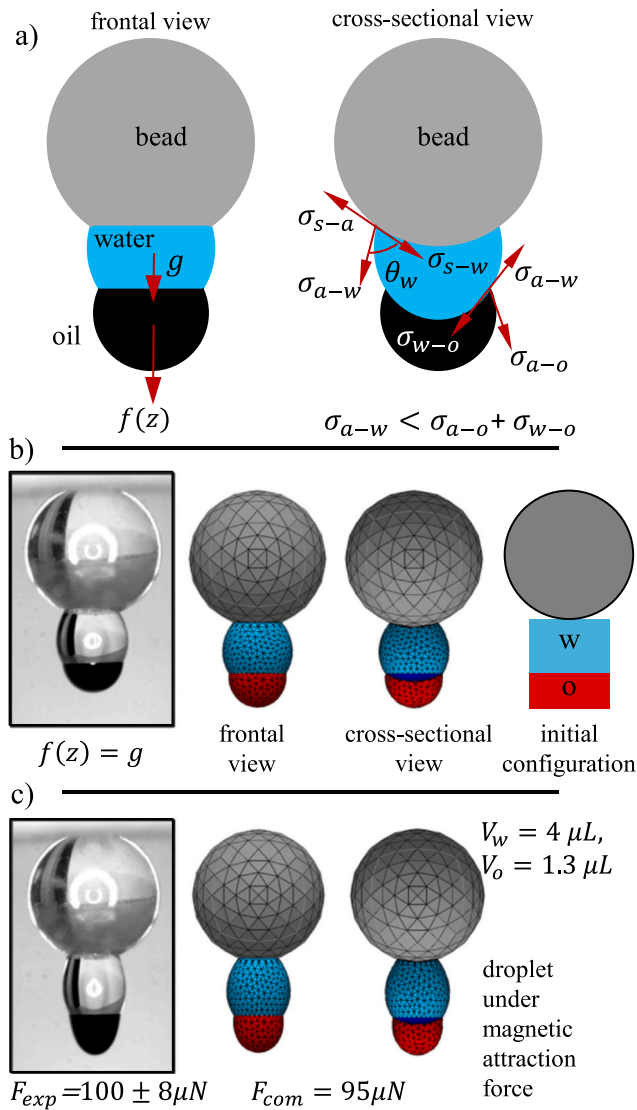 a)
frontal view
cross-sectional view
bead
bead
water
g
oil
f(z)
σs−a
σa−w
θw
σs−w
σa−w
σw−o
σa−o
σa−w < σa−o+ σw−o
b)
f(z) = g
frontal
view
cross-sectional
view
w
o
initial
configuration
c)
Vw = 4 μL,
Vo = 1.3 μL
droplet
under
magnetic
attraction
force
Fexp=100 ± 8μN
Fcom = 95μN